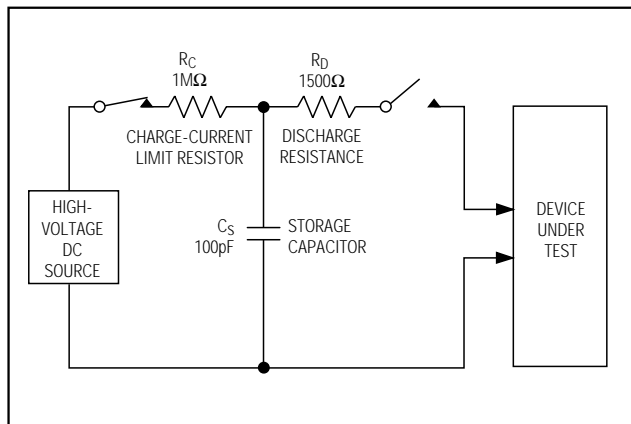 R_C
1MΩ
CHARGE-CURRENT
LIMIT RESISTOR
R_D
1500Ω
DISCHARGE
RESISTANCE
HIGH-
VOLTAGE
DC
SOURCE
C_S
100pF
STORAGE
CAPACITOR
DEVICE
UNDER
TEST